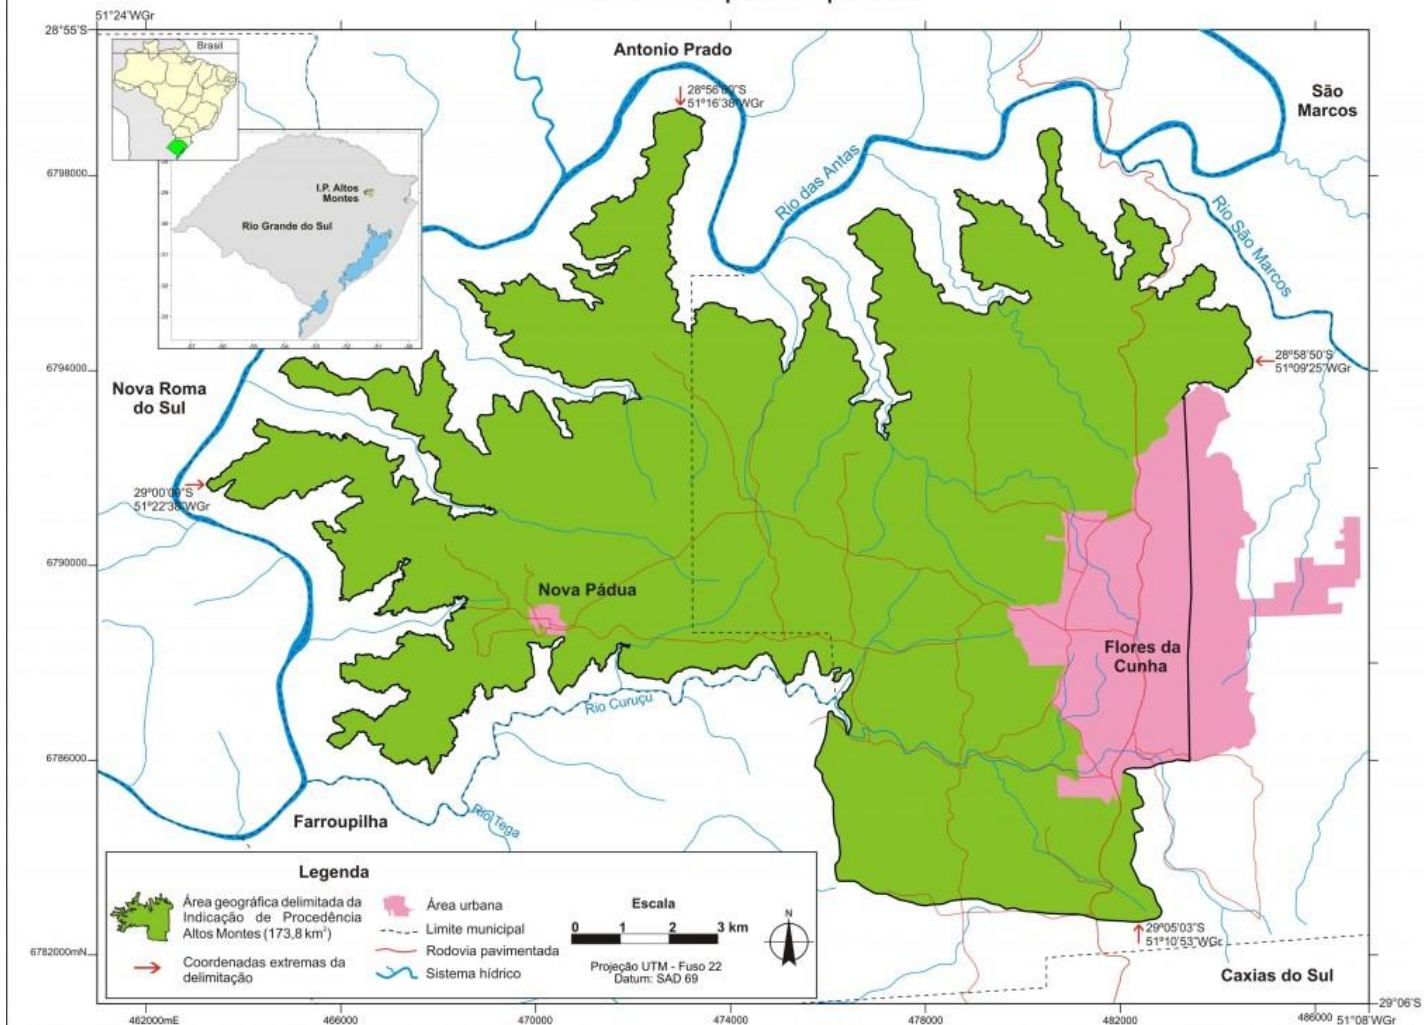 51°24'WGr
28°55'S
Brasil
Antonio Prado
São
Marcos
28°56'00"S
51°16'38"WGr
6798000
I.P. Altos
Montes
Rio Grande do Sul
Rio das Antas
Rio São Marcos
28°58'50"S
51°09'25"WGr
6794000
Nova Roma
do Sul
29°00'09"S
51°22'38"WGr
6790000
Nova Pádua
Flores da
Cunha
Rio Curuçu
6786000
Rio Tega
Farroupilha
Legenda
Área geográfica delimitada da
Indicação de Procedência
Altos Montes (173,8 km²)
Coordenadas extremas da
delimitação
Área urbana
Limite municipal
Rodovia pavimentada
Sistema hídrico
Escala
0 1 2 3 km
Projeção UTM - Fuso 22
Datum: SAD 69
N
29°05'03"S
51°10'53"WGr
6782000mN
Caxias do Sul
29°06'S
462000mE 466000 470000 474000 478000 482000 486000 51°08'WGr